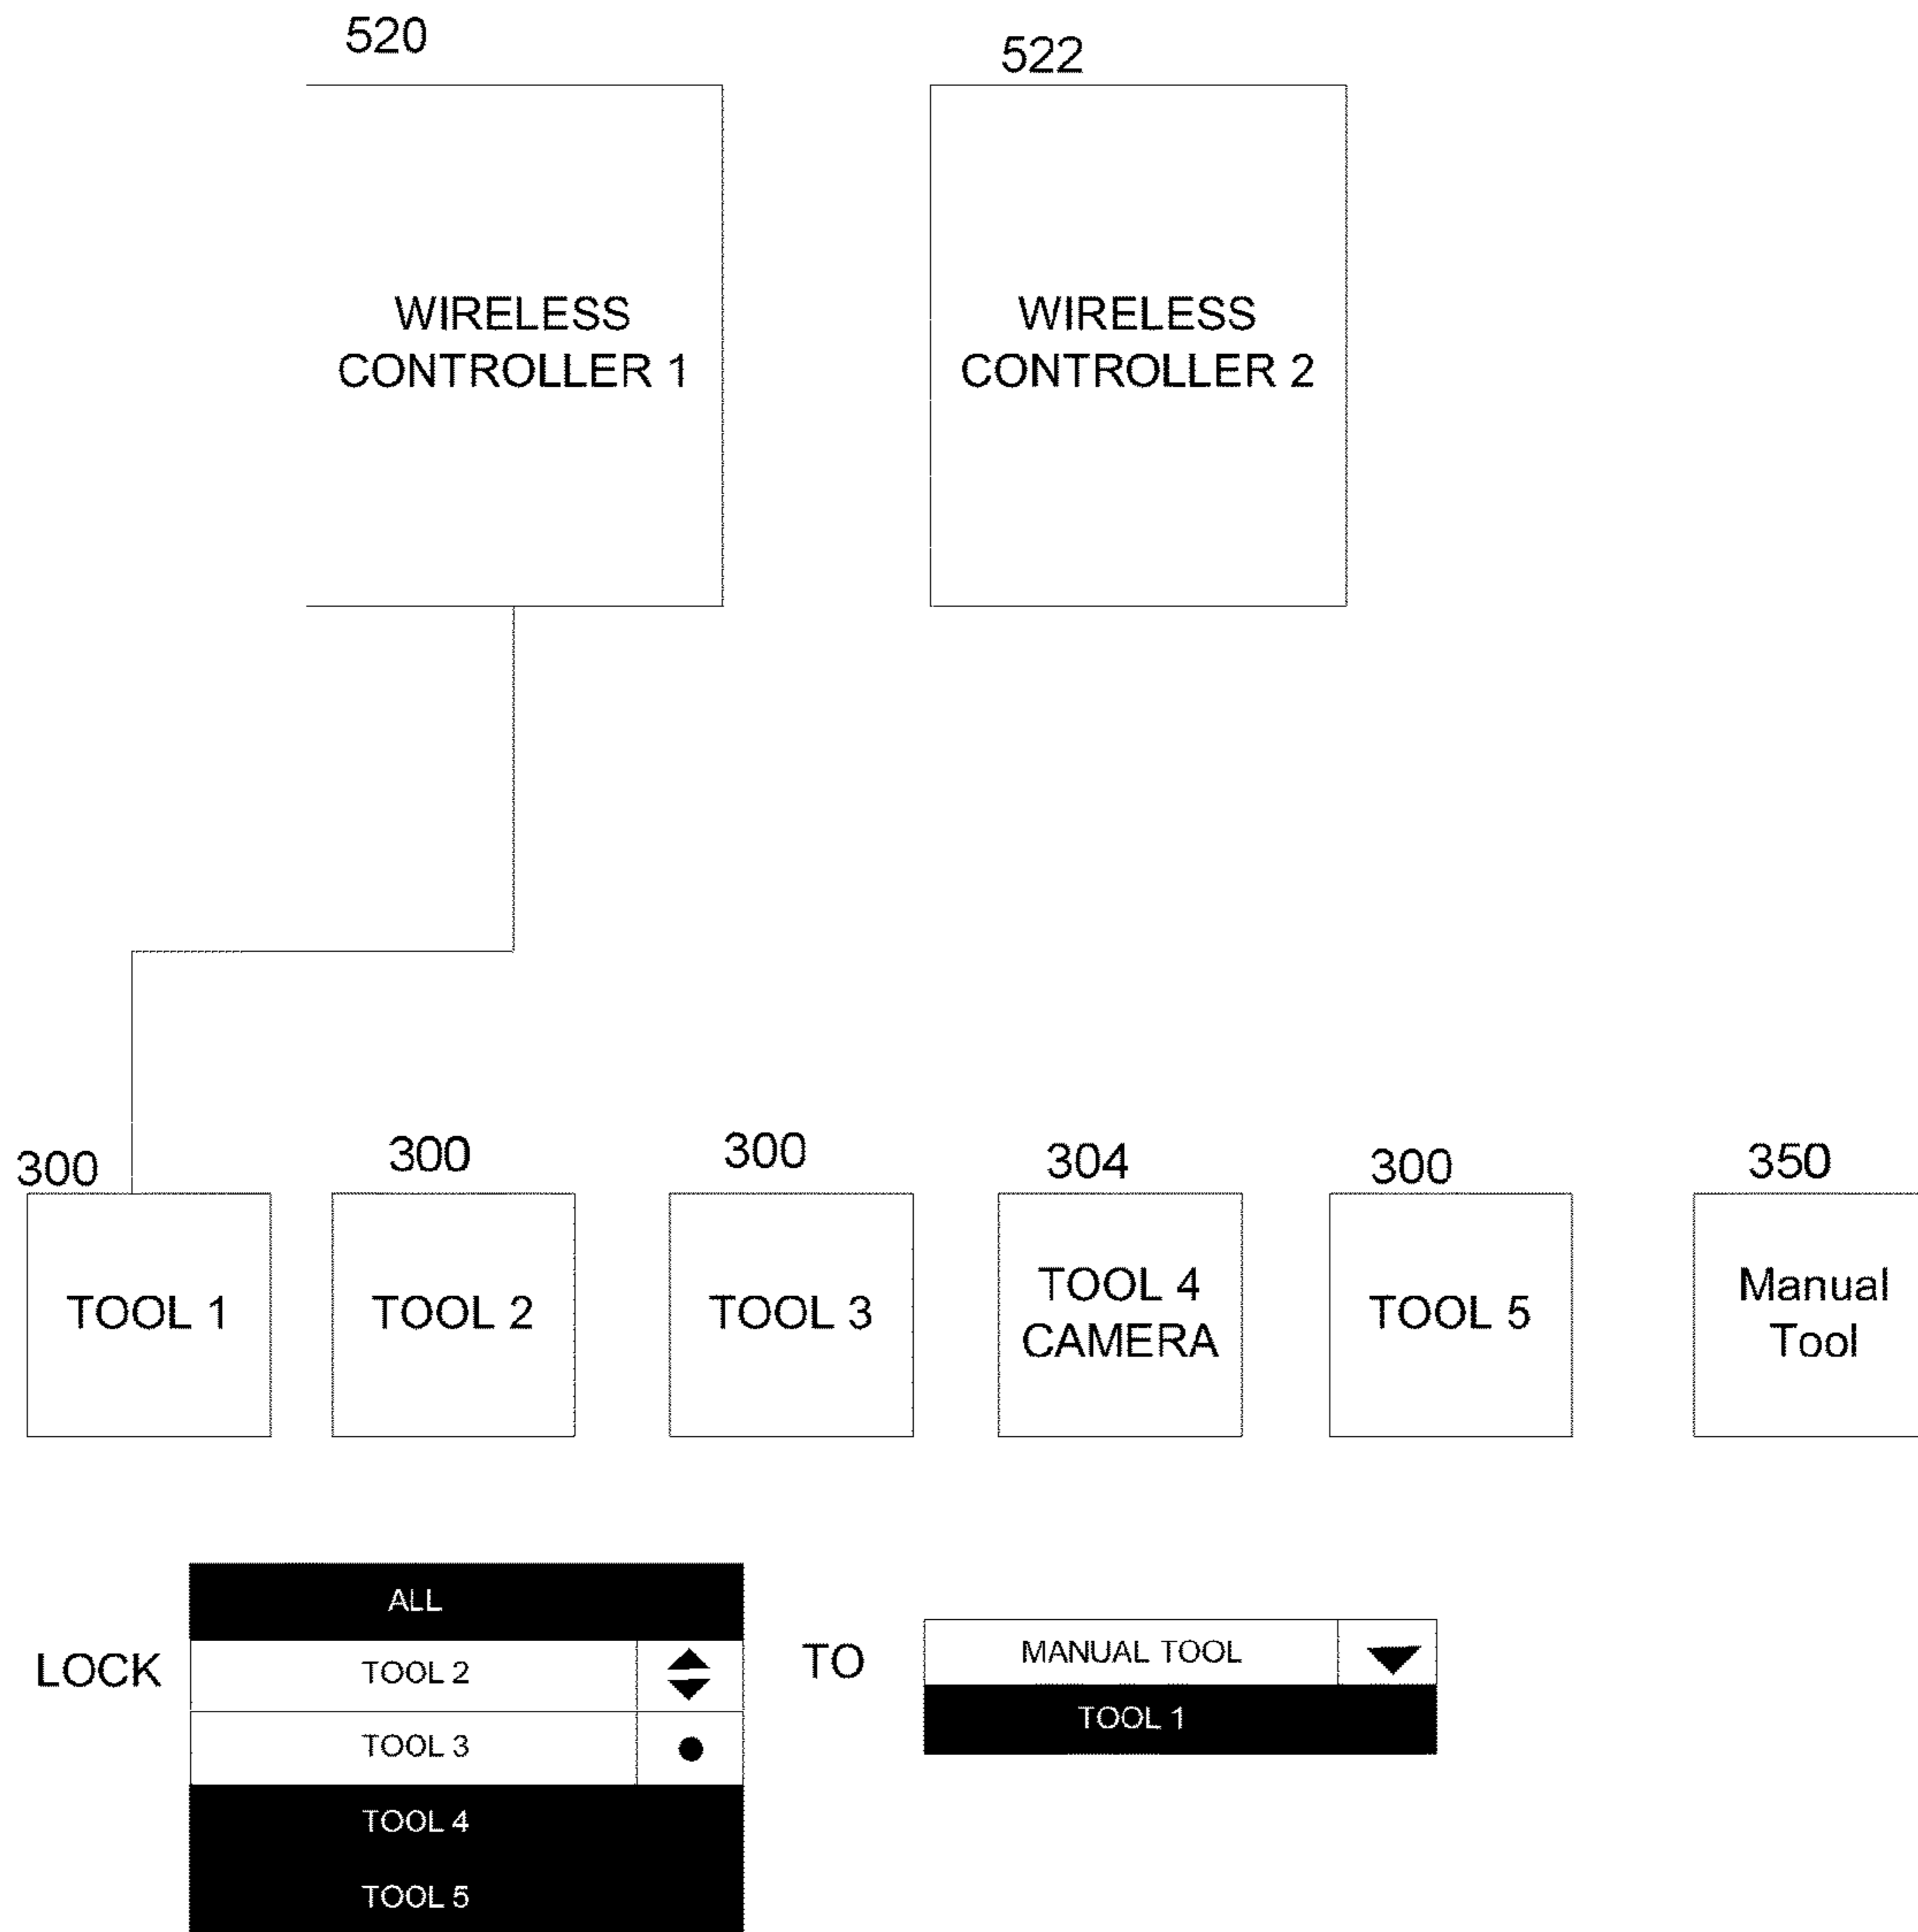 520
522
WIRELESS
CONTROLLER 1
WIRELESS
CONTROLLER 2
300
300
300
304
300
350
TOOL 1
TOOL 2
TOOL 3
TOOL 4
CAMERA
TOOL 5
Manual
Tool
LOCK
ALL
TOOL 2
TOOL 3
TOOL 4
TOOL 5
TO
MANUAL TOOL
TOOL 1